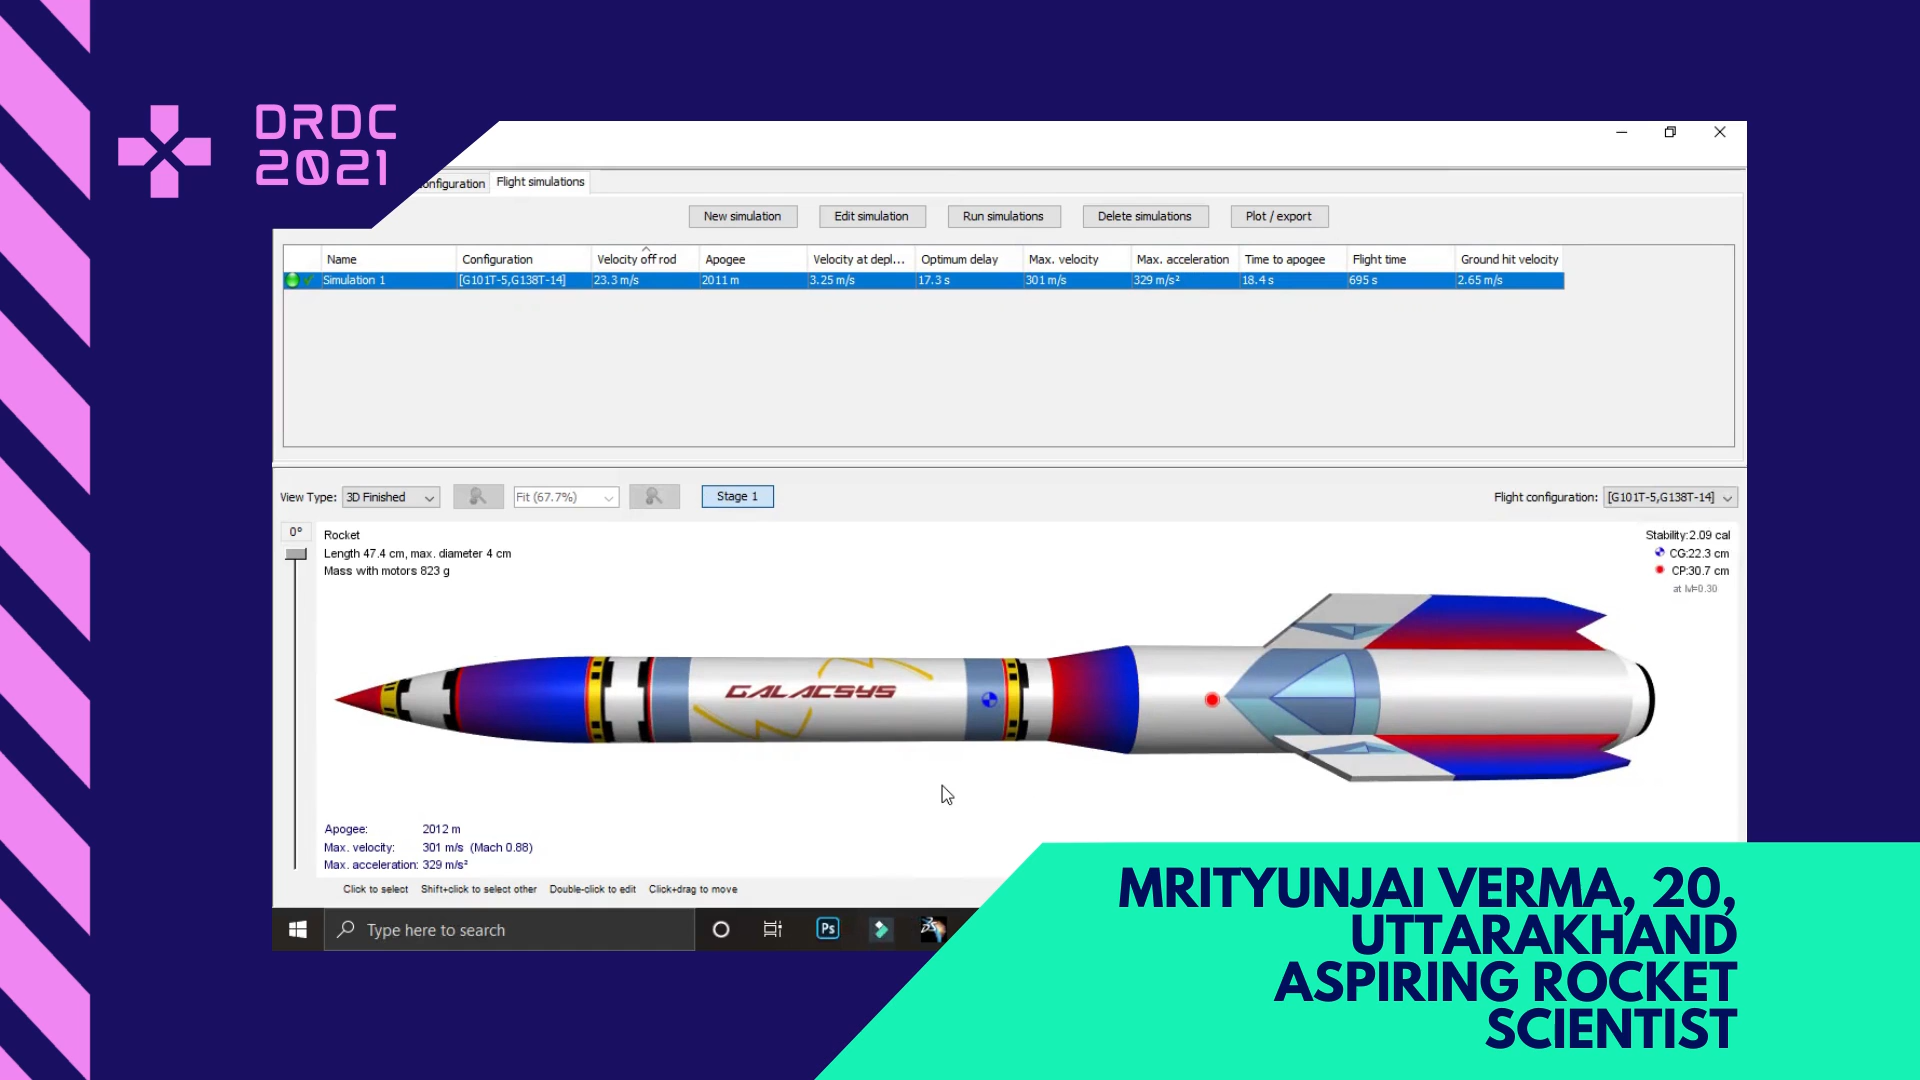 DRDC
2021
onfiguration Flight simulations
New simulation Edit simulation Run simulations Delete simulations Plot / export
Name Configuration Velocity off rod Apogee Velocity at depl... Optimum delay Max. velocity Max. acceleration Time to apogee Flight time Ground hit velocity
Simulation 1 [G101T-5,G138T-14] 23.3 m/s 2011 m 3.25 m/s 17.3 s 301 m/s 329 m/s² 18.4 s 695 s 2.65 m/s
View Type: 3D Finished Fit (67.7%) Stage 1 Flight configuration: [G101T-5,G138T-14]
0°
Rocket
Length 47.4 cm, max. diameter 4 cm
Mass with motors 823 g
Stability:2.09 cal
CG:22.3 cm
CP:30.7 cm
at M=0.30
GALACSYS
Apogee: 2012 m
Max. velocity: 301 m/s (Mach 0.88)
Max. acceleration: 329 m/s²
Click to select Shift+click to select other Double-click to edit Click+drag to move
Type here to search Ps
MRITYUNJAI VERMA, 20,
UTTARAKHAND
ASPIRING ROCKET
SCIENTIST